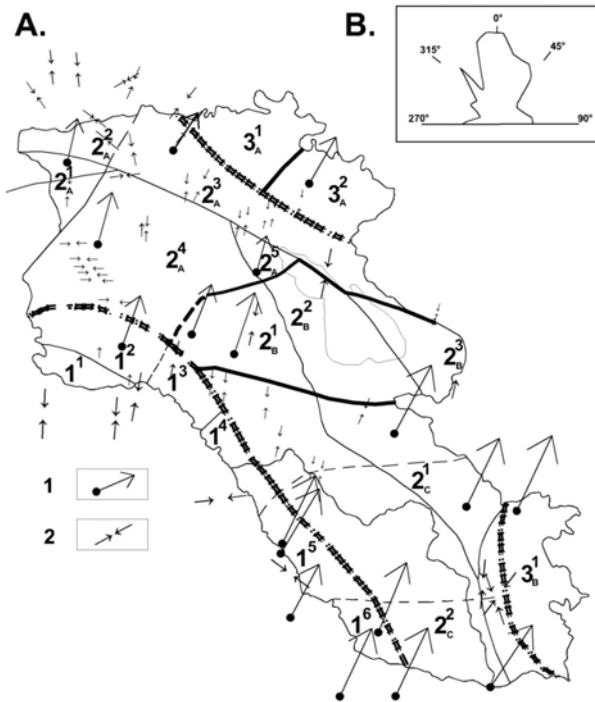 A.
B.
0°
315°
45°
270°
90°
3¹A
2²A
2¹A
2³A
3²A
2⁴A
2⁵A
2²B
2¹B
2³B
1¹
1²
1³
1⁴
2¹C
1
2
1⁵
3¹B
1⁶
2²C